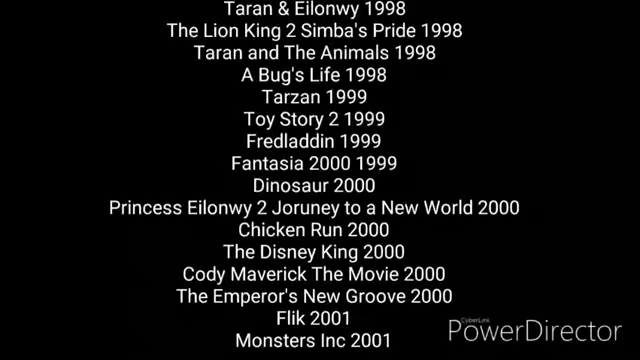 Taran & Eilonwy 1998
The Lion King 2 Simba's Pride 1998
Taran and The Animals 1998
A Bug's Life 1998
Tarzan 1999
Toy Story 2 1999
Fredladdin 1999
Fantasia 2000 1999
Dinosaur 2000
Princess Eilonwy 2 Joruney to a New World 2000
Chicken Run 2000
The Disney King 2000
Cody Maverick The Movie 2000
The Emperor's New Groove 2000
Flik 2001
Monsters Inc 2001
CyberLink
PowerDirector